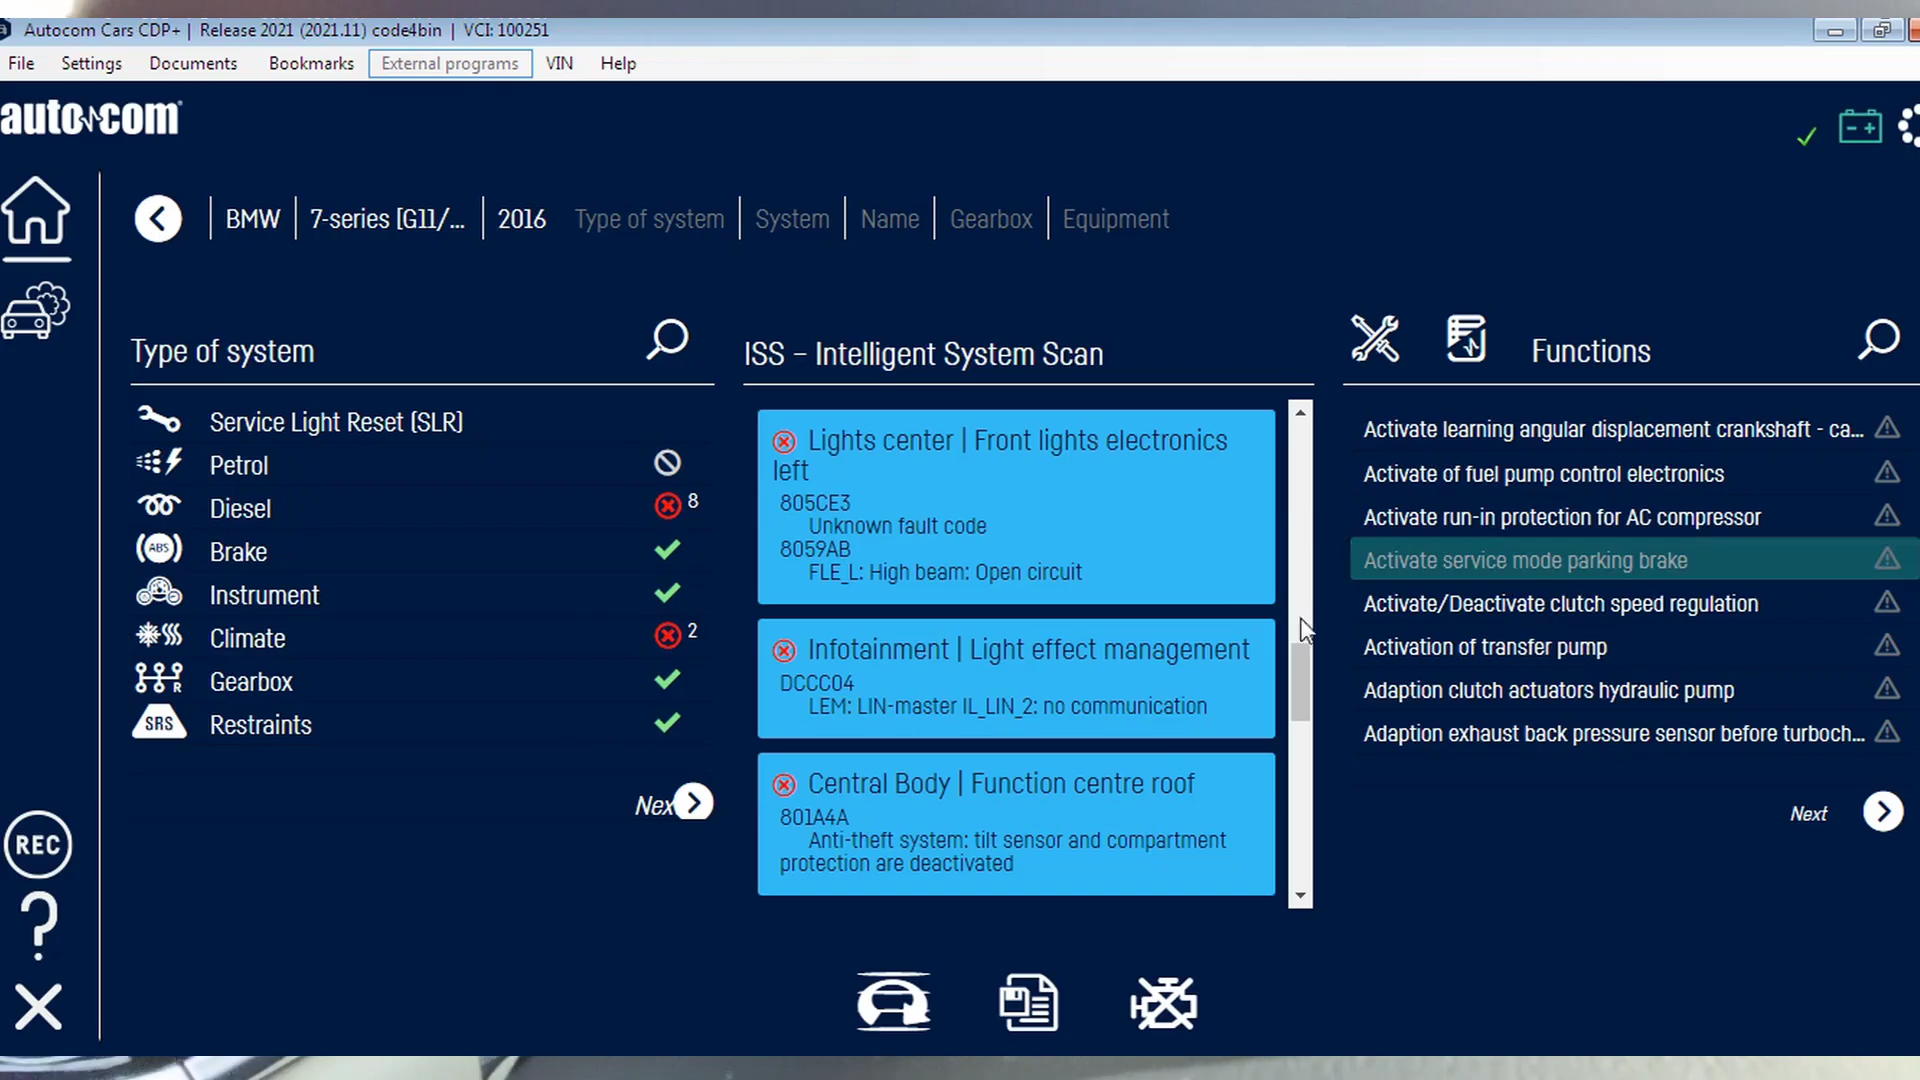 Autocom Cars CDP+ | Release 2021 (2021.11) code4bin | VCI: 100251
File Settings Documents Bookmarks External programs VIN Help
autocom
BMW | 7-series [G11/... | 2016 Type of system | System | Name | Gearbox | Equipment
Type of system
Service Light Reset (SLR)
Petrol
Diesel 8
ABS Brake
Instrument
Climate 2
R Gearbox
SRS Restraints
Nex
ISS – Intelligent System Scan
Lights center | Front lights electronics
left
805CE3
Unknown fault code
8059AB
FLE_L: High beam: Open circuit
Infotainment | Light effect management
DCCC04
LEM: LIN-master IL_LIN_2: no communication
Central Body | Function centre roof
801A4A
Anti-theft system: tilt sensor and compartment
protection are deactivated
Functions
Activate learning angular displacement crankshaft - ca...
Activate of fuel pump control electronics
Activate run-in protection for AC compressor
Activate service mode parking brake
Activate/Deactivate clutch speed regulation
Activation of transfer pump
Adaption clutch actuators hydraulic pump
Adaption exhaust back pressure sensor before turboch...
Next
REC